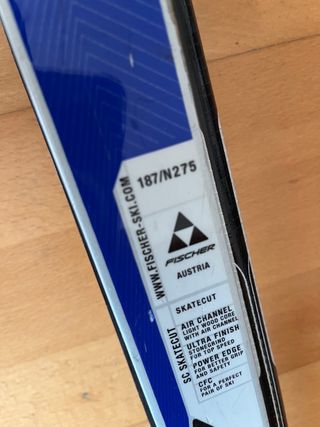 187/N275
WWW.FISCHER-SKI.COM
FISCHER
AUSTRIA
SKATECUT
SC SKATECUT
AIR CHANNEL
LIGHT WOOD CORE
WITH AIR CHANNEL
ULTRA FINISH
STONEGRIND
FOR TOP SPEED
POWER EDGE
FOR BETTER GRIP
AND SAFETY
CFC
FOR A PERFECT
PAIR OF SKI